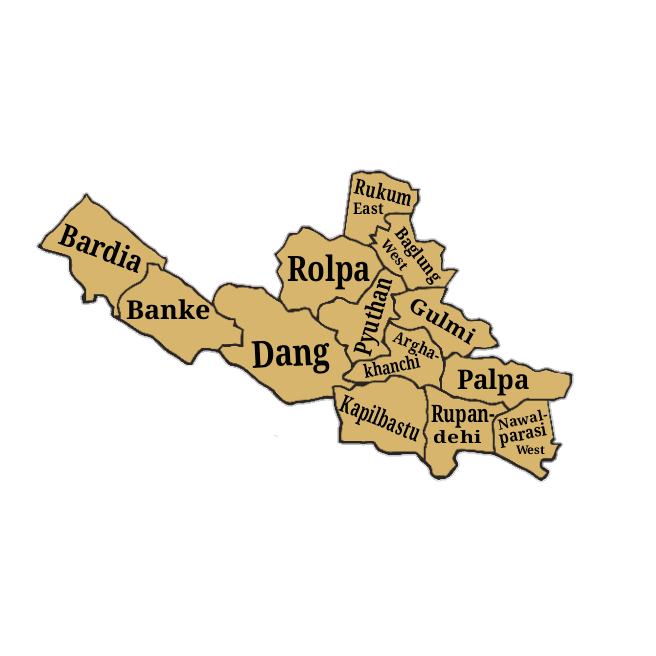 Rukum
East
Baglung
West
Bardia
Rolpa
Banke
Pyuthan
Gulmi
Dang
Argha-
khanchi
Palpa
Kapilbastu
Rupan-
dehi
Nawal-
parasi
West